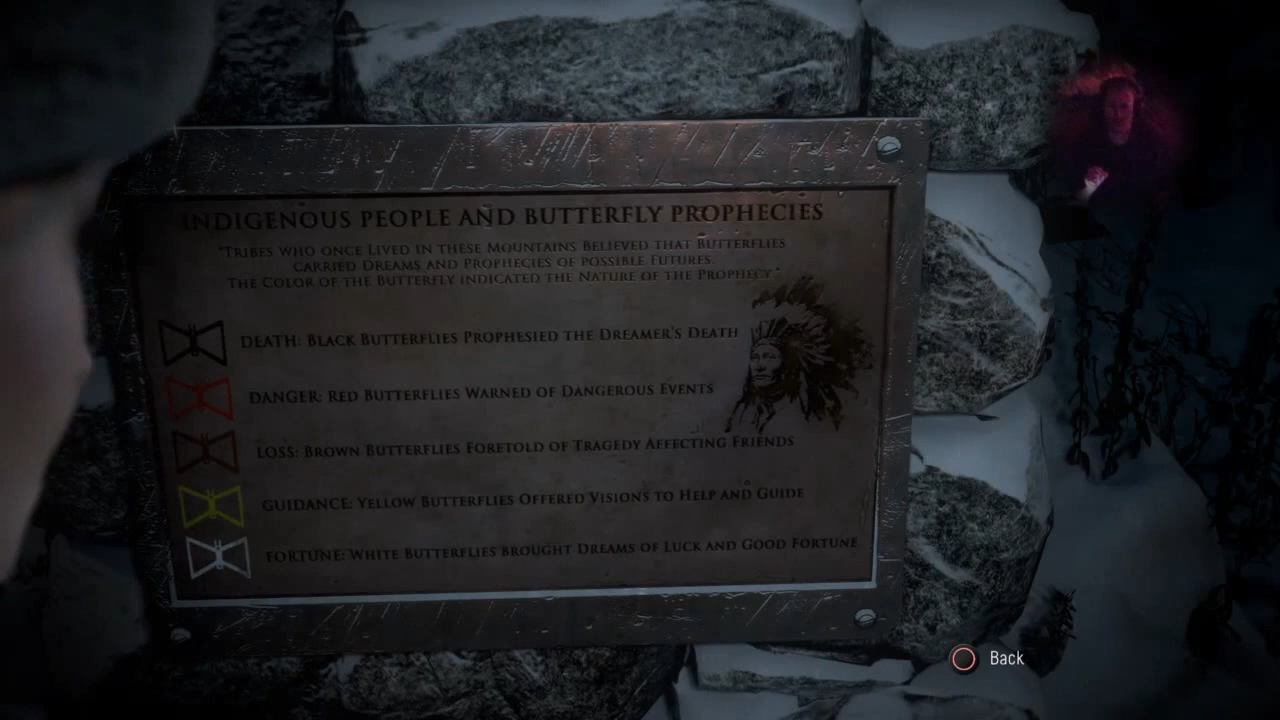 INDIGENOUS PEOPLE AND BUTTERFLY PROPHECIES
"TRIBES WHO ONCE LIVED IN THESE MOUNTAINS BELIEVED THAT BUTTERFLIES
CARRIED DREAMS AND PROPHECIES OF POSSIBLE FUTURES.
THE COLOR OF THE BUTTERFLY INDICATED THE NATURE OF THE PROPHECY."
DEATH: BLACK BUTTERFLIES PROPHESIED THE DREAMER'S DEATH
DANGER: RED BUTTERFLIES WARNED OF DANGEROUS EVENTS
LOSS: BROWN BUTTERFLIES FORETOLD OF TRAGEDY AFFECTING FRIENDS
GUIDANCE: YELLOW BUTTERFLIES OFFERED VISIONS TO HELP AND GUIDE
FORTUNE: WHITE BUTTERFLIES BROUGHT DREAMS OF LUCK AND GOOD FORTUNE
Back